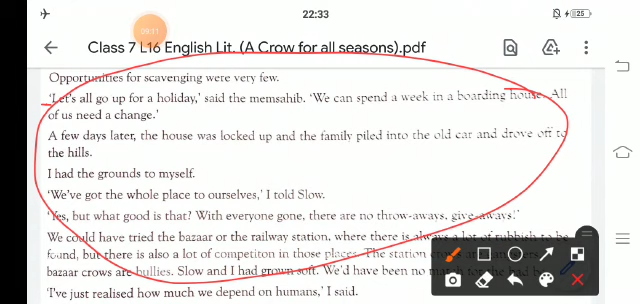 22:33
25
09:11
Class 7 L16 English Lit. (A Crow for all seasons).pdf
Opportunities for scavenging were very few.
'Let's all go up for a holiday,' said the memsahib. 'We can spend a week in a boarding house. All
of us need a change.'
A few days later, the house was locked up and the family piled into the old car and drove off to
the hills.
I had the grounds to myself.
'We've got the whole place to ourselves,' I told Slow.
'Yes, but what good is that? With everyone gone, there are no throw-aways, give-aways!'
We could have tried the bazaar or the railway station, where there is always a lot of rubbish to be
found, but there is also a lot of competiton in those places. The station
bazaar crows are bullies. Slow and I had grown soft. We'd have been no
'I've just realised how much we depend on humans,' I said.